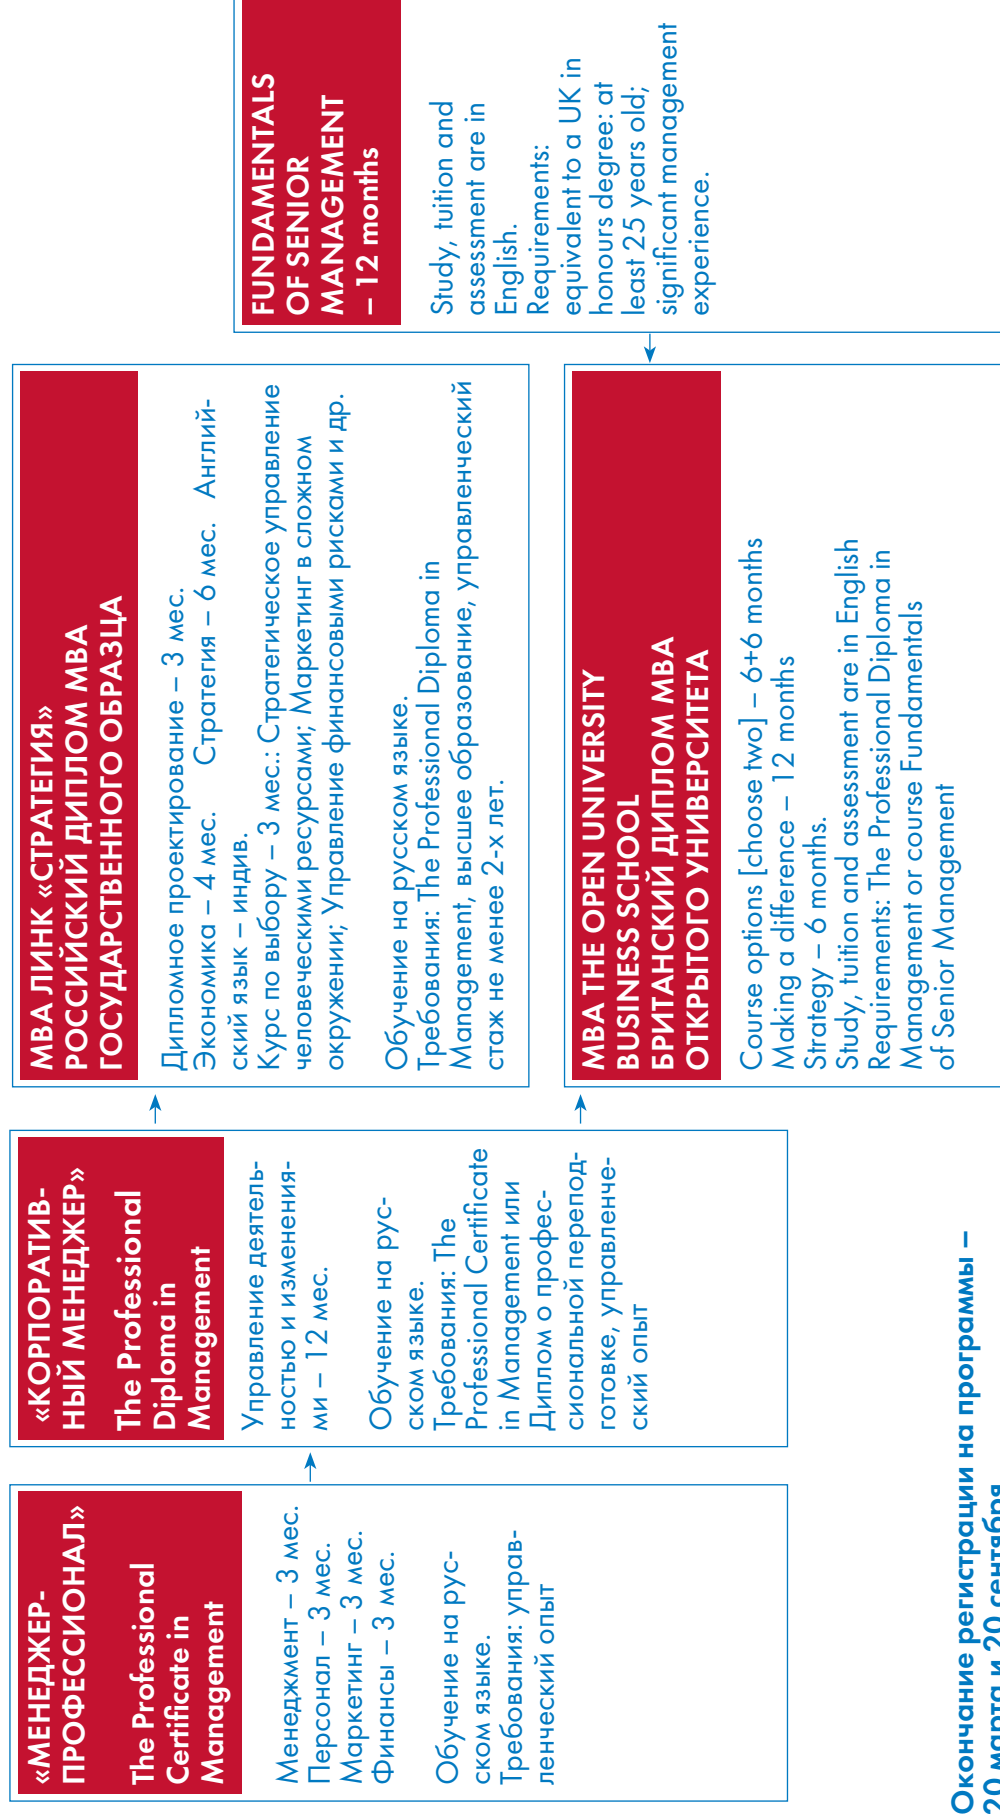 «МЕНЕДЖЕР-
ПРОФЕССИОНАЛ»
The Professional
Certificate in
Management
Менеджмент – 3 мес.
Персонал – 3 мес.
Маркетинг – 3 мес.
Финансы – 3 мес.
Обучение на рус-
ском языке.
Требования: управ-
ленческий опыт
«КОРПОРАТИВ-
НЫЙ МЕНЕДЖЕР»
The Professional
Diploma in
Management
Управление деятель-
ностью и изменения-
ми – 12 мес.
Обучение на рус-
ском языке.
Требования: The
Professional Certificate
in Management или
Диплом о профес-
сиональной перепод-
готовке, управленче-
ский опыт
МВА ЛИНК «СТРАТЕГИЯ»
РОССИЙСКИЙ ДИПЛОМ МВА
ГОСУДАРСТВЕННОГО ОБРАЗЦА
Дипломное проектирование – 3 мес.
Экономика – 4 мес. Стратегия – 6 мес. Англий-
ский язык – индив.
Курс по выбору – 3 мес.: Стратегическое управление
человеческими ресурсами; Маркетинг в сложном
окружении; Управление финансовыми рисками и др.
Обучение на русском языке.
Требования: The Professional Diploma in
Management, высшее образование, управленческий
стаж не менее 2-х лет.
MBA THE OPEN UNIVERSITY
BUSINESS SCHOOL
БРИТАНСКИЙ ДИПЛОМ МВА
ОТКРЫТОГО УНИВЕРСИТЕТА
Course options [choose two] – 6+6 months
Making a difference – 12 months
Strategy – 6 months.
Study, tuition and assessment are in English
Requirements: The Professional Diploma in
Management or course Fundamentals
of Senior Management
FUNDAMENTALS
OF SENIOR
MANAGEMENT
– 12 months
Study, tuition and
assessment are in
English.
Requirements:
equivalent to a UK in
honours degree: at
least 25 years old;
significant management
experience.
Окончание регистрации на программы –
20 марта и 20 сентября